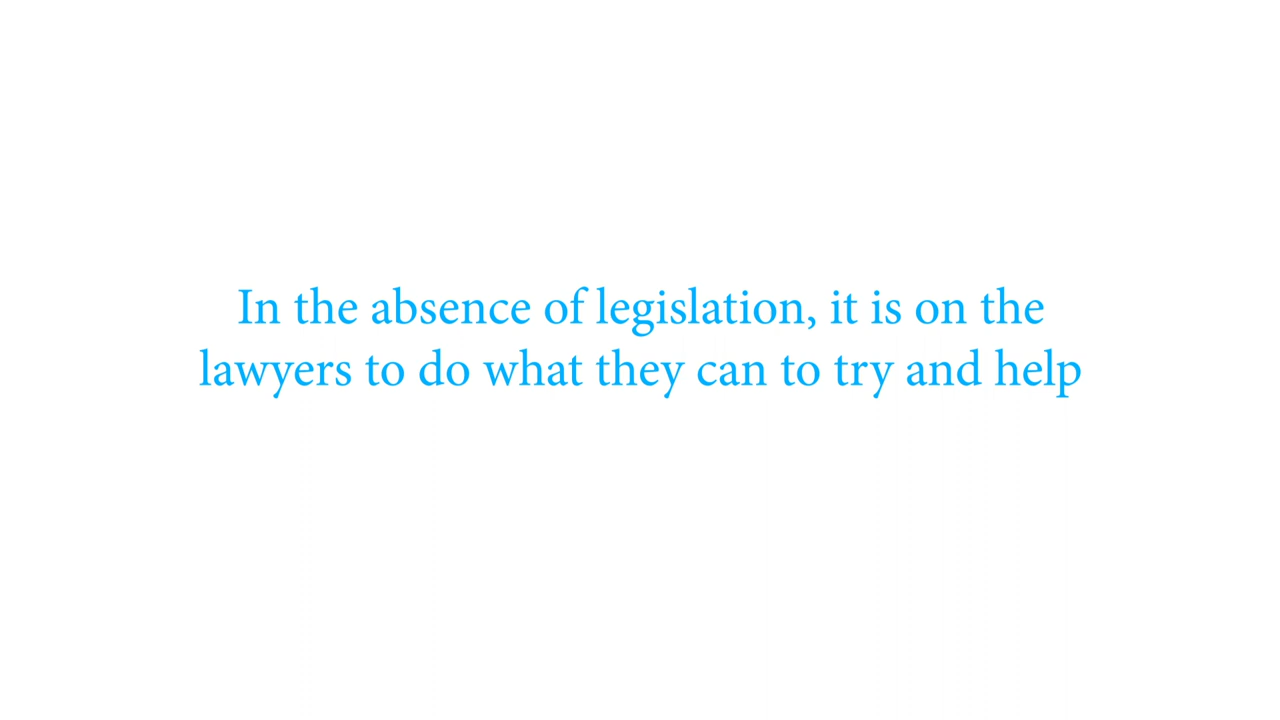 In the absence of legislation, it is on the
lawyers to do what they can to try and help